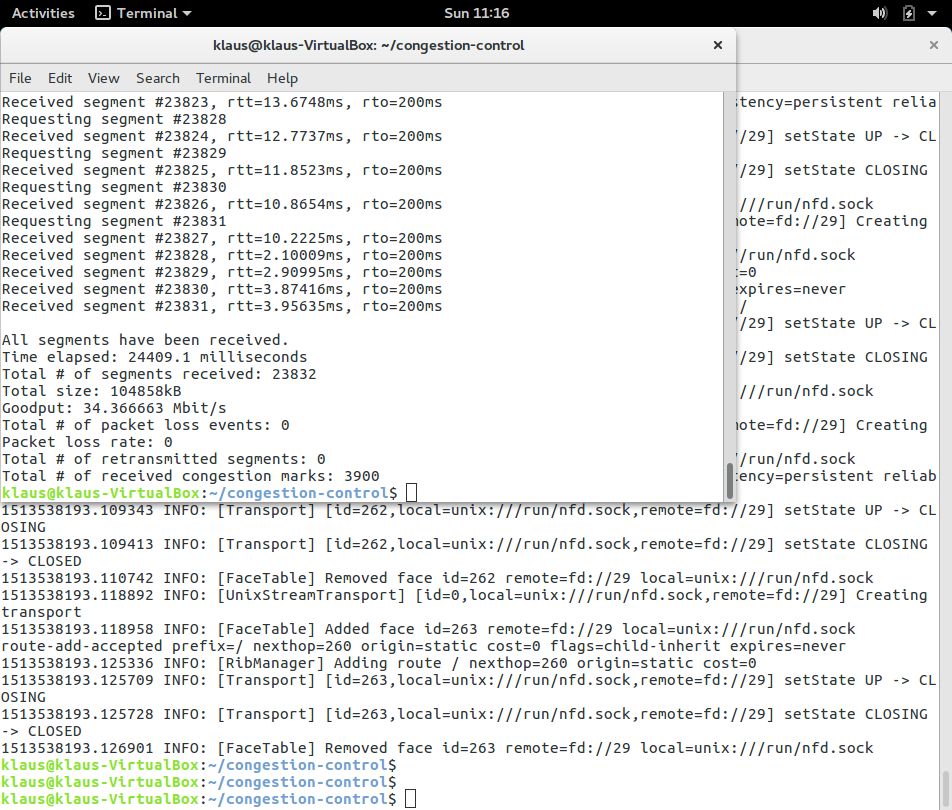 Activities Terminal Sun 11:16
klaus@klaus-VirtualBox: ~/congestion-control
File Edit View Search Terminal Help
Received segment #23823, rtt=13.6748ms, rto=200ms
Requesting segment #23828
Received segment #23824, rtt=12.7737ms, rto=200ms
Requesting segment #23829
Received segment #23825, rtt=11.8523ms, rto=200ms
Requesting segment #23830
Received segment #23826, rtt=10.8654ms, rto=200ms
Requesting segment #23831
Received segment #23827, rtt=10.2225ms, rto=200ms
Received segment #23828, rtt=2.10009ms, rto=200ms
Received segment #23829, rtt=2.90995ms, rto=200ms
Received segment #23830, rtt=3.87416ms, rto=200ms
Received segment #23831, rtt=3.95635ms, rto=200ms
All segments have been received.
Time elapsed: 24409.1 milliseconds
Total # of segments received: 23832
Total size: 104858kB
Goodput: 34.366663 Mbit/s
Total # of packet loss events: 0
Packet loss rate: 0
Total # of retransmitted segments: 0
Total # of received congestion marks: 3900
klaus@klaus-VirtualBox:~/congestion-control$
stency=persistent reliab
//29] setState UP -> CL
//29] setState CLOSING
:///run/nfd.sock
mote=fd://29] Creating
//run/nfd.sock
t=0
expires=never
/
//29] setState UP -> CL
//29] setState CLOSING
:///run/nfd.sock
mote=fd://29] Creating
//run/nfd.sock
tency=persistent reliab
1513538193.109343 INFO: [Transport] [id=262,local=unix:///run/nfd.sock,remote=fd://29] setState UP -> CL
OSING
1513538193.109413 INFO: [Transport] [id=262,local=unix:///run/nfd.sock,remote=fd://29] setState CLOSING
-> CLOSED
1513538193.110742 INFO: [FaceTable] Removed face id=262 remote=fd://29 local=unix:///run/nfd.sock
1513538193.118892 INFO: [UnixStreamTransport] [id=0,local=unix:///run/nfd.sock,remote=fd://29] Creating
transport
1513538193.118958 INFO: [FaceTable] Added face id=263 remote=fd://29 local=unix:///run/nfd.sock
route-add-accepted prefix=/ nexthop=260 origin=static cost=0 flags=child-inherit expires=never
1513538193.125336 INFO: [RibManager] Adding route / nexthop=260 origin=static cost=0
1513538193.125709 INFO: [Transport] [id=263,local=unix:///run/nfd.sock,remote=fd://29] setState UP -> CL
OSING
1513538193.125728 INFO: [Transport] [id=263,local=unix:///run/nfd.sock,remote=fd://29] setState CLOSING
-> CLOSED
1513538193.126901 INFO: [FaceTable] Removed face id=263 remote=fd://29 local=unix:///run/nfd.sock
klaus@klaus-VirtualBox:~/congestion-control$
klaus@klaus-VirtualBox:~/congestion-control$
klaus@klaus-VirtualBox:~/congestion-control$